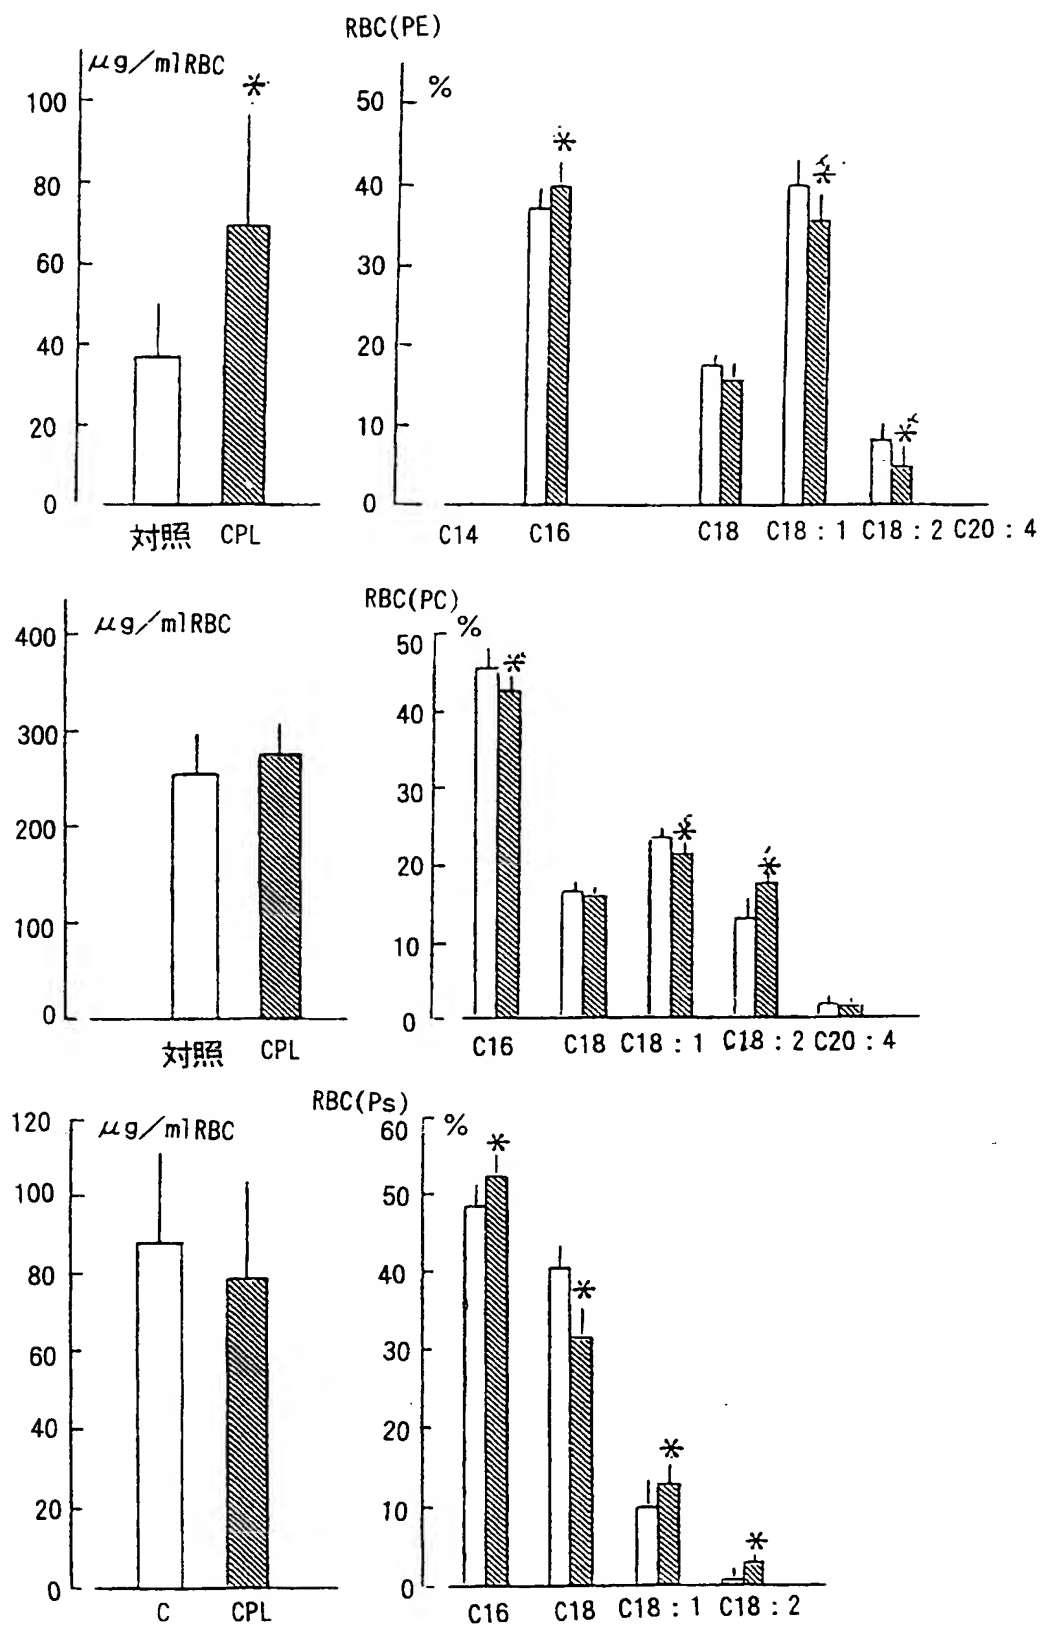 RBC(PE)
μg/mlRBC
*
100
80
60
40
20
0
対照 CPL
%
50
40
30
20
10
0
* * *
C14 C16 C18 C18:1 C18:2 C20:4
RBC(PC)
μg/mlRBC
400
300
200
100
0
対照 CPL
%
50
40
30
20
10
0
* * *
C16 C18 C18:1 C18:2 C20:4
RBC(Ps)
μg/mlRBC
120
100
80
60
40
20
0
C CPL
%
60
50
40
30
20
10
0
* * * *
C16 C18 C18:1 C18:2